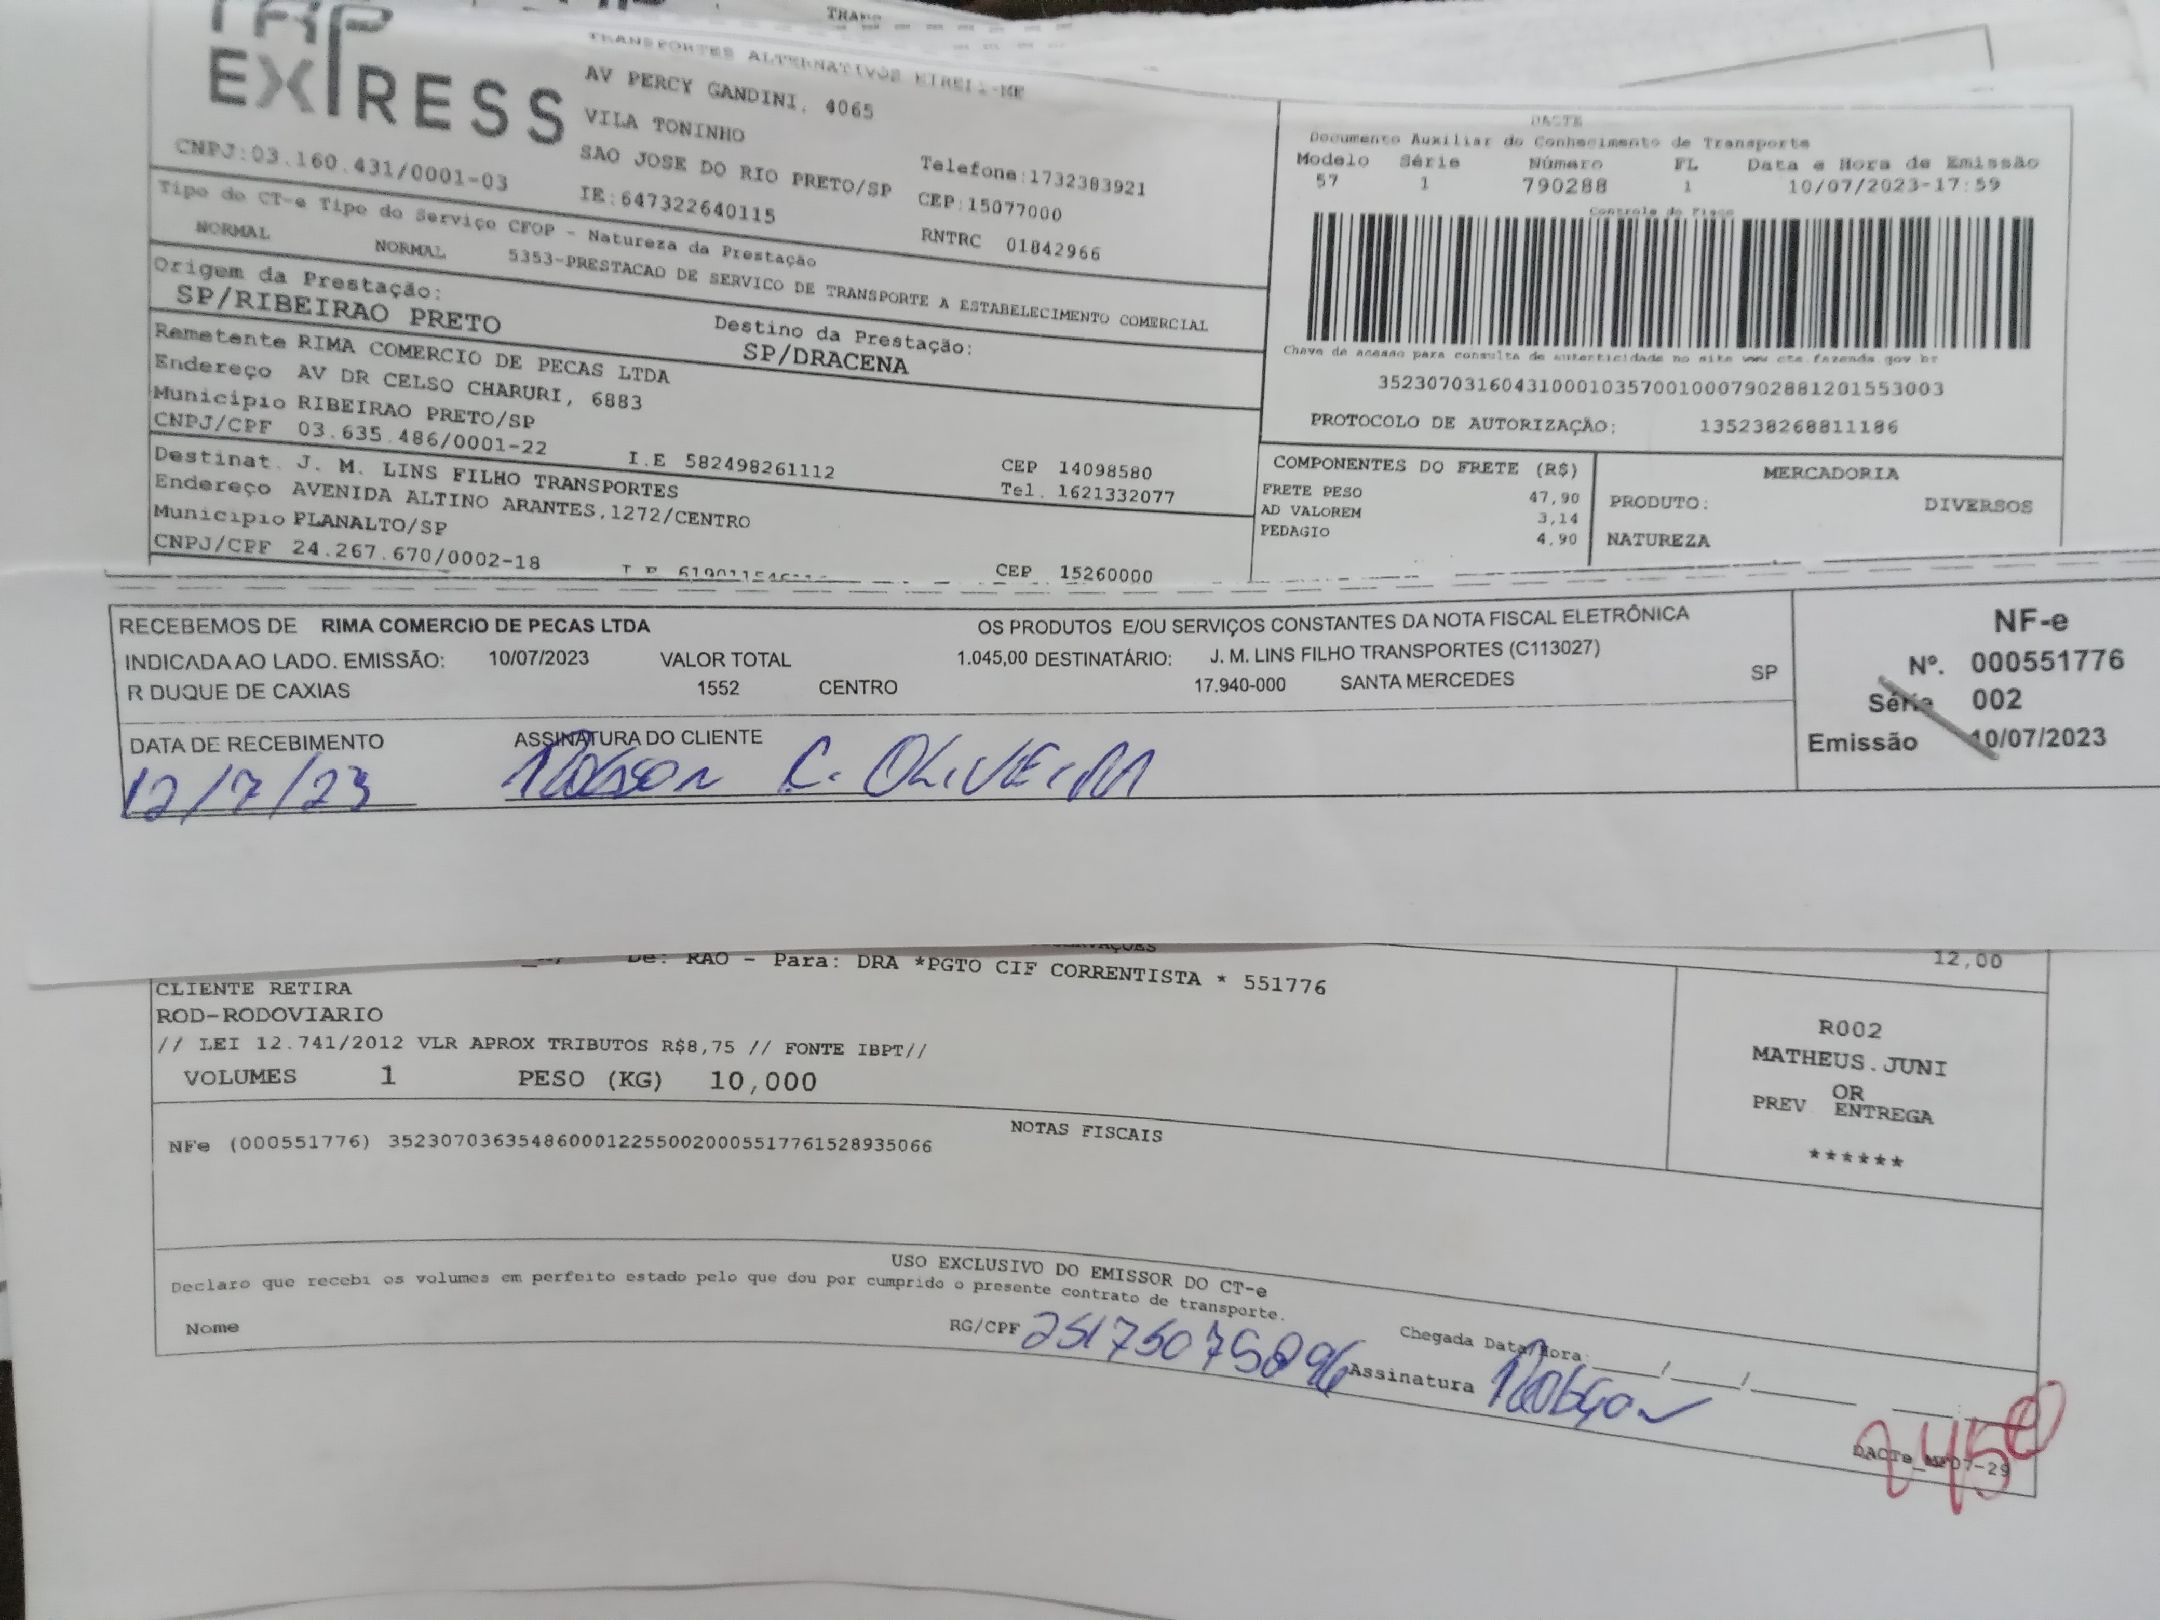 TRANS
TRP
EXPRESS
TRANSPORTES ALTERNATIVOS EIRELI-ME
AV PERCY GANDINI, 4065
VILA TONINHO
SAO JOSE DO RIO PRETO/SP
Telefone:1732383921
CNPJ:03.160.431/0001-03
IE:647322640115
CEP:15077000
RNTRC 01842966
Tipo do CT-e Tipo do Serviço CFOP - Natureza da Prestação
NORMAL NORMAL 5353-PRESTACAO DE SERVICO DE TRANSPORTE A ESTABELECIMENTO COMERCIAL
Origem da Prestação:
SP/RIBEIRAO PRETO
Destino da Prestação:
SP/DRACENA
Remetente RIMA COMERCIO DE PECAS LTDA
Endereço AV DR CELSO CHARURI, 6883
Municipio RIBEIRAO PRETO/SP
CEP 14098580
CNPJ/CPF 03.635.486/0001-22 I.E 582498261112 Tel. 1621332077
Destinat. J. M. LINS FILHO TRANSPORTES
Endereço AVENIDA ALTINO ARANTES,1272/CENTRO
Municipio PLANALTO/SP
CEP 15260000
CNPJ/CPF 24.267.670/0002-18
DACTE
Documento Auxiliar do Conhecimento de Transporte
Modelo Série Número FL Data e Hora de Emissão
57 1 790288 1 10/07/2023-17:59
Controle do Fisco
Chave de acesso para consulta de autenticidade no site www.cte.fazenda.gov.br
35230703160431000103570010007902881201553003
PROTOCOLO DE AUTORIZAÇÃO: 135238268811186
COMPONENTES DO FRETE (R$)
FRETE PESO 47,90
AD VALOREM 3,14
PEDAGIO 4,90
MERCADORIA
PRODUTO: DIVERSOS
NATUREZA
RECEBEMOS DE RIMA COMERCIO DE PECAS LTDA OS PRODUTOS E/OU SERVIÇOS CONSTANTES DA NOTA FISCAL ELETRÔNICA
INDICADA AO LADO. EMISSÃO: 10/07/2023 VALOR TOTAL 1.045,00 DESTINATÁRIO: J. M. LINS FILHO TRANSPORTES (C113027)
R DUQUE DE CAXIAS 1552 CENTRO 17.940-000 SANTA MERCEDES SP
NF-e
Nº. 000551776
Série 002
Emissão 10/07/2023
DATA DE RECEBIMENTO ASSINATURA DO CLIENTE
12/7/23 Robson C. OLIVEIRA
12,00
De: RAO - Para: DRA *PGTO CIF CORRENTISTA * 551776
CLIENTE RETIRA
ROD-RODOVIARIO
// LEI 12.741/2012 VLR APROX TRIBUTOS R$8,75 // FONTE IBPT//
VOLUMES 1 PESO (KG) 10,000
R002
MATHEUS.JUNI
OR
PREV ENTREGA
******
NOTAS FISCAIS
NFe (000551776) 35230703635486000122550020005517761528935066
USO EXCLUSIVO DO EMISSOR DO CT-e
Declaro que recebi os volumes em perfeito estado pelo que dou por cumprido o presente contrato de transporte.
Nome RG/CPF 25175075896 Chegada Data/Hora: __/__/____
Assinatura Robson
2450